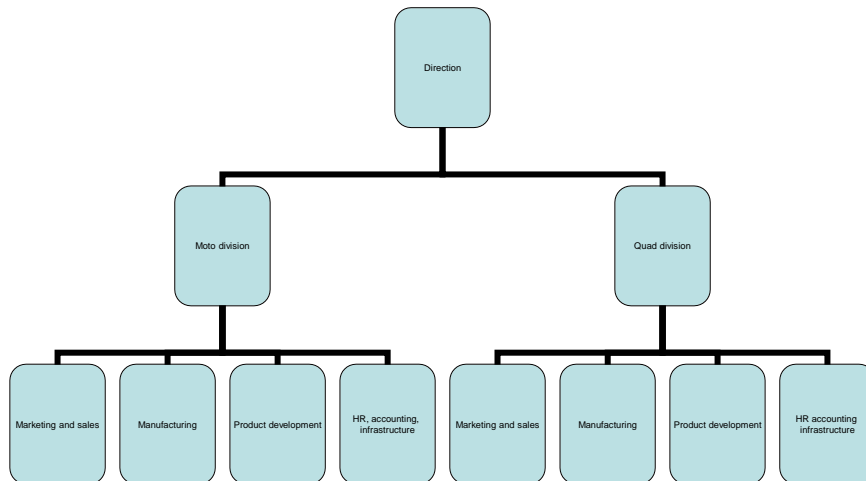 Direction
Moto division
Quad division
Marketing and sales
Manufacturing
Product development
HR, accounting,
infrastructure
Marketing and sales
Manufacturing
Product development
HR accounting
infrastructure